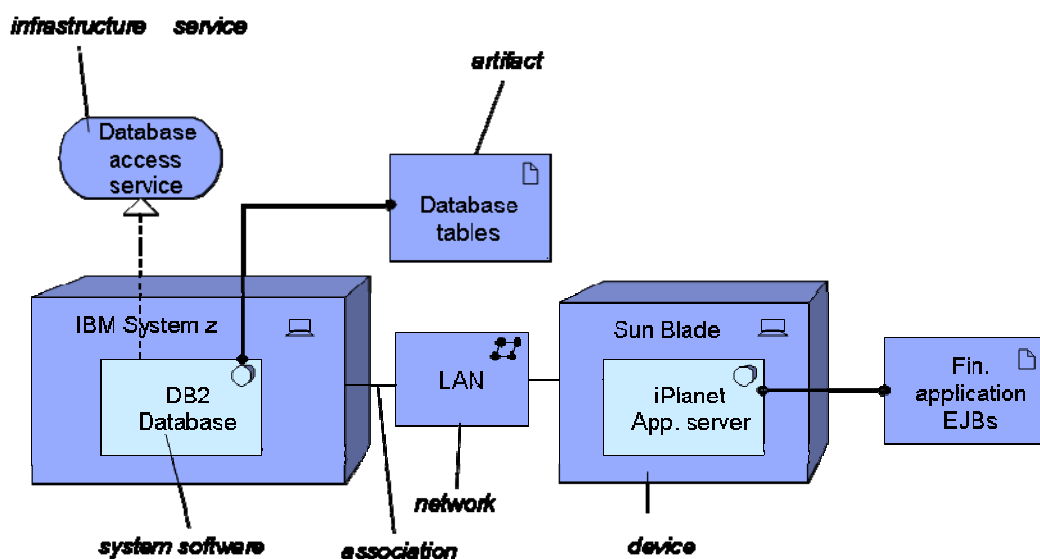 infrastructure service
artifact
Database
access
service
Database
tables
IBM System z
Sun Blade
DB2
Database
LAN
iPlanet
App. server
Fin.
application
EJBs
network
system software
association
device